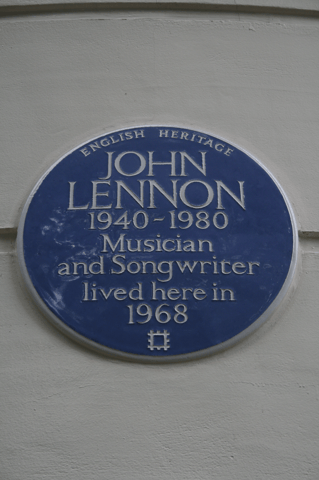 ENGLISH HERITAGE
JOHN
LENNON
1940-1980
Musician
and Songwriter
lived here in
1968